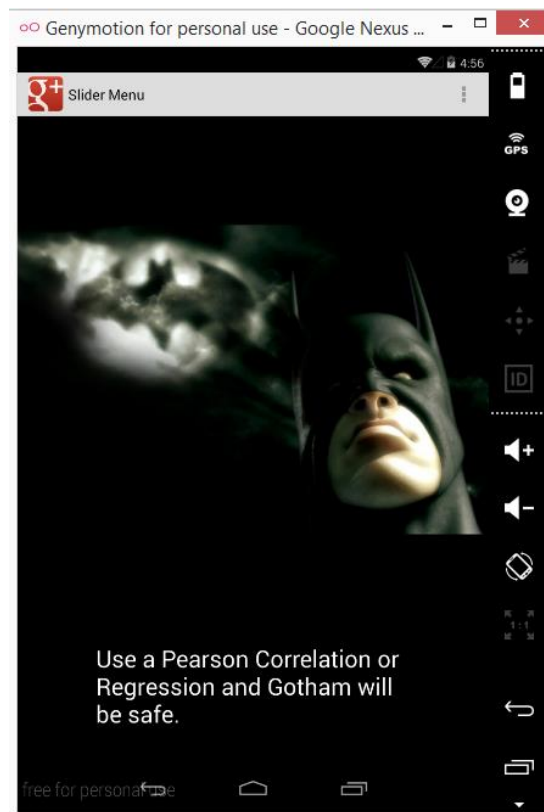 Genymotion for personal use - Google Nexus ...
4:56
g+ Slider Menu
GPS
ID
1:1
Use a Pearson Correlation or
Regression and Gotham will
be safe.
free for personal use